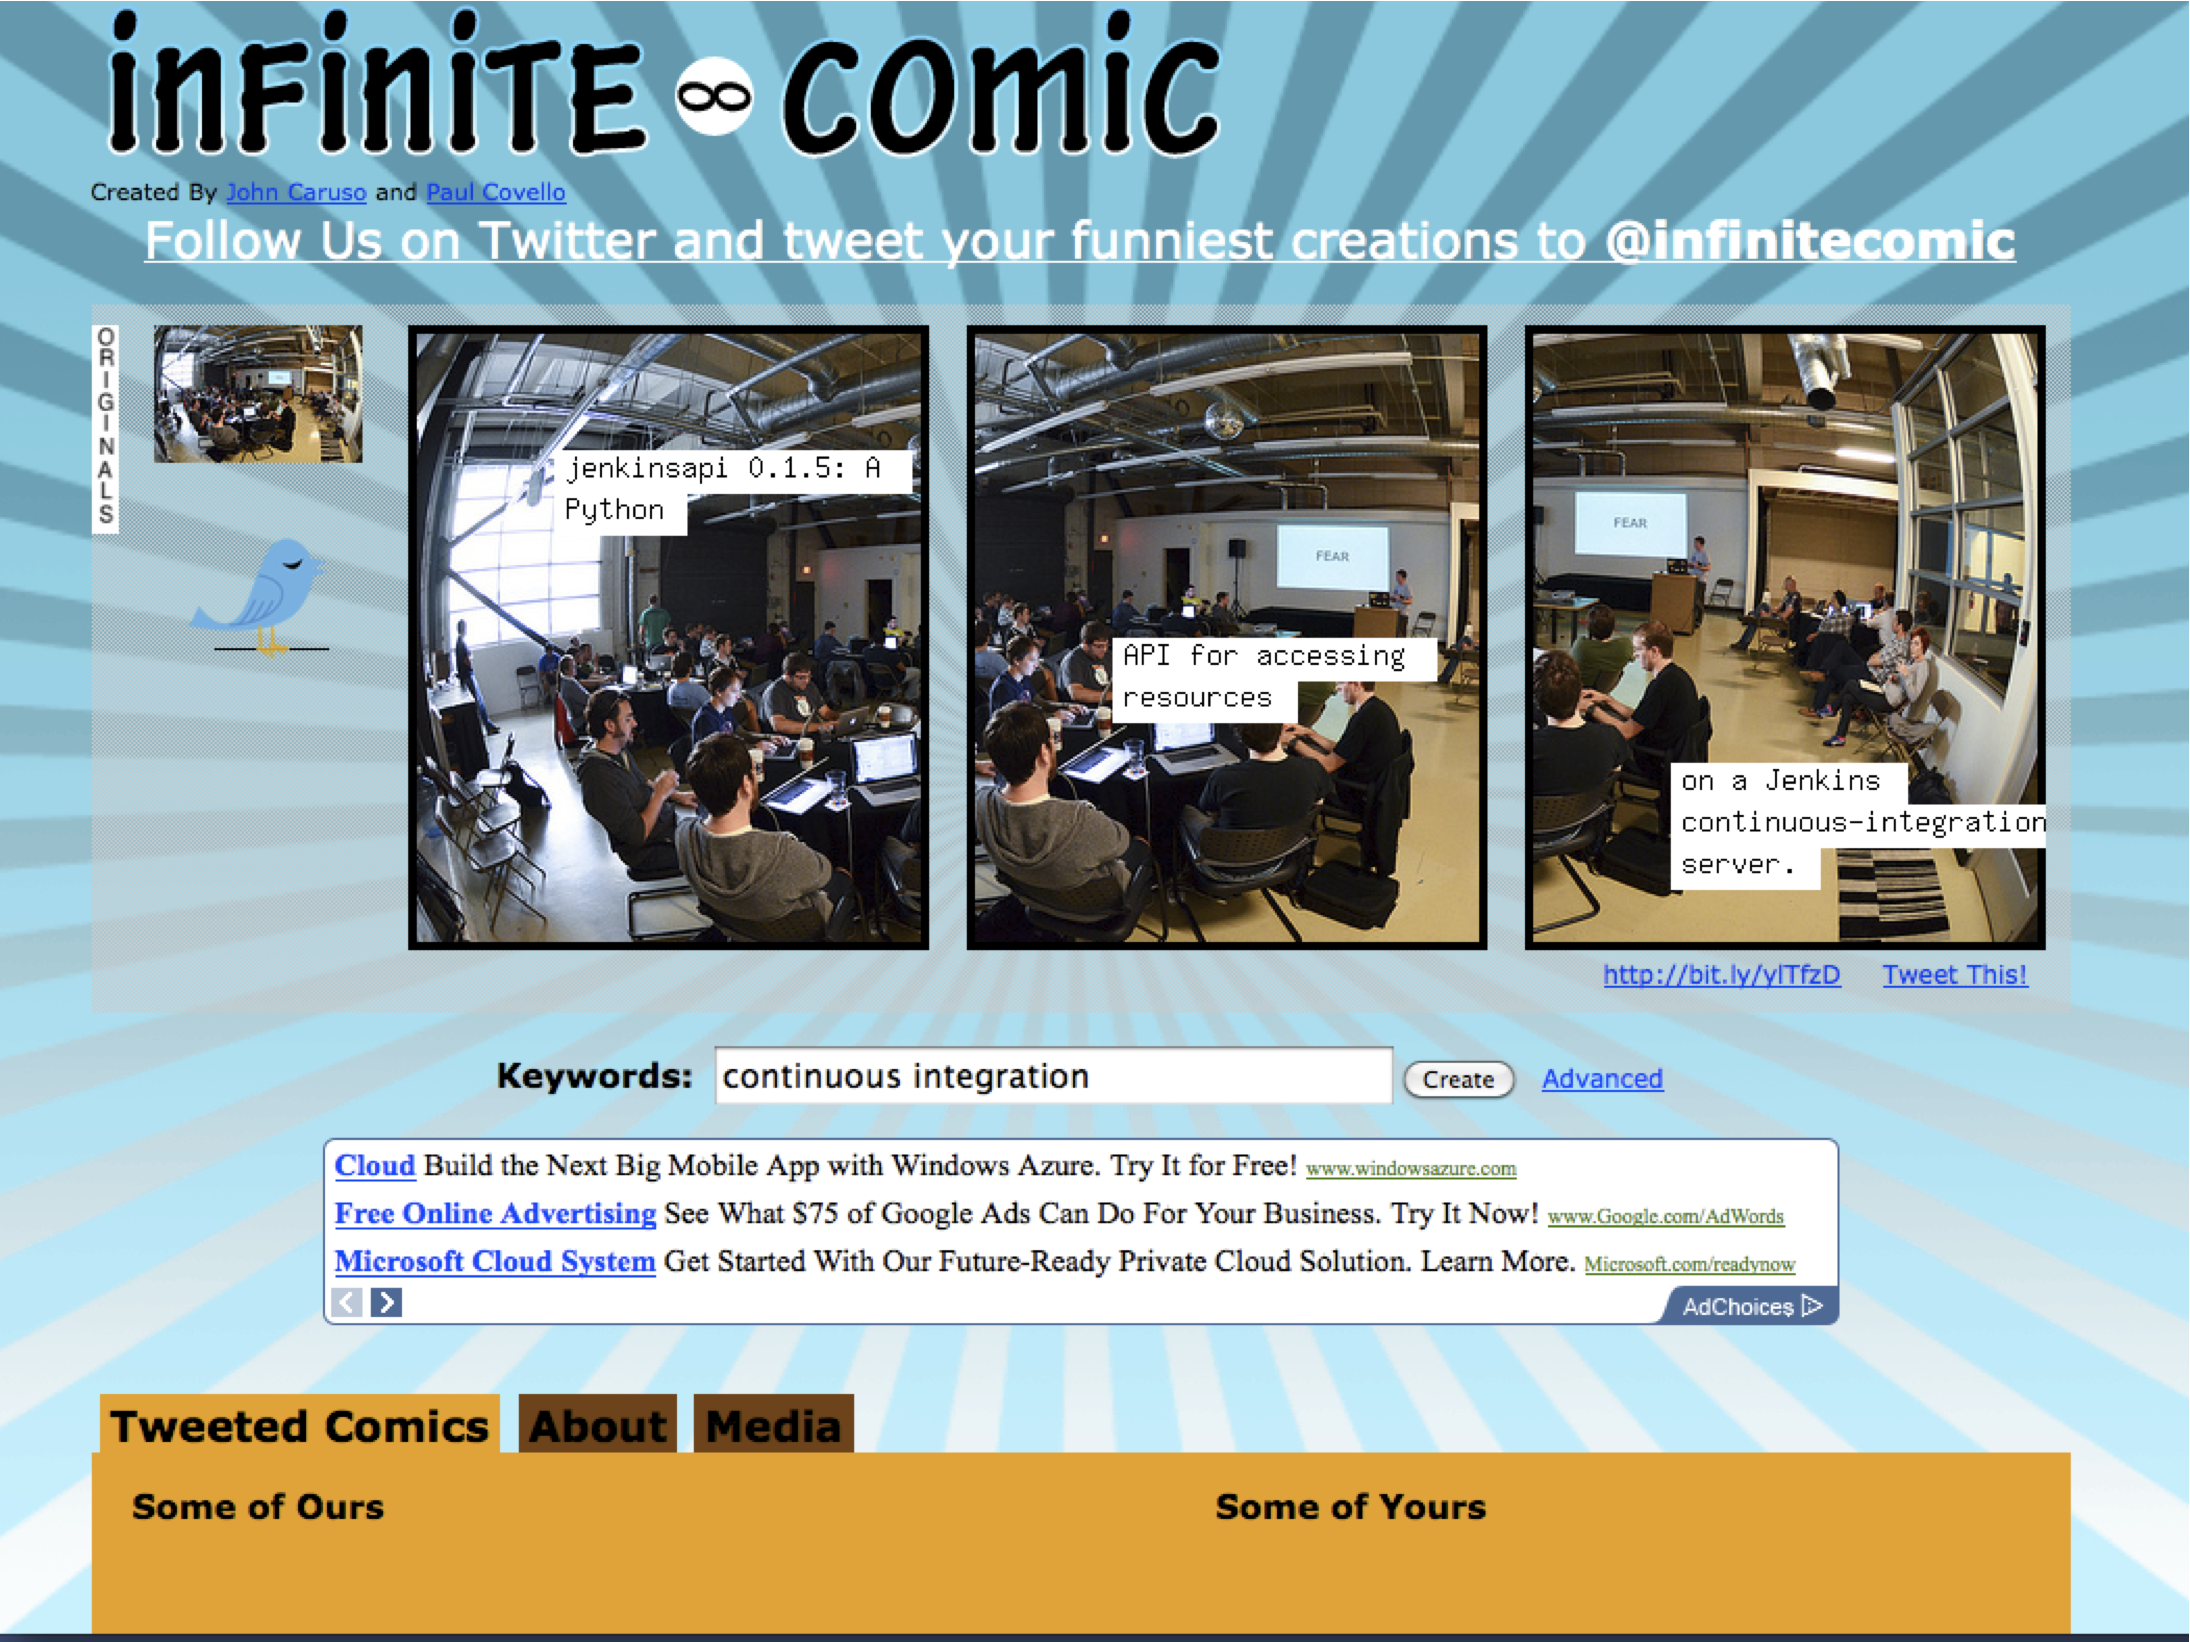 inFiniTE ∞ comic
Created By John Caruso and Paul Covello
Follow Us on Twitter and tweet your funniest creations to @infinitecomic
ORIGINALS
jenkinsapi 0.1.5: A
Python
FEAR
API for accessing
resources
FEAR
on a Jenkins
continuous-integration
server.
http://bit.ly/ylTfzD Tweet This!
Keywords: continuous integration Create Advanced
Cloud Build the Next Big Mobile App with Windows Azure. Try It for Free! www.windowsazure.com
Free Online Advertising See What $75 of Google Ads Can Do For Your Business. Try It Now! www.Google.com/AdWords
Microsoft Cloud System Get Started With Our Future-Ready Private Cloud Solution. Learn More. Microsoft.com/readynow
AdChoices
Tweeted Comics About Media
Some of Ours Some of Yours